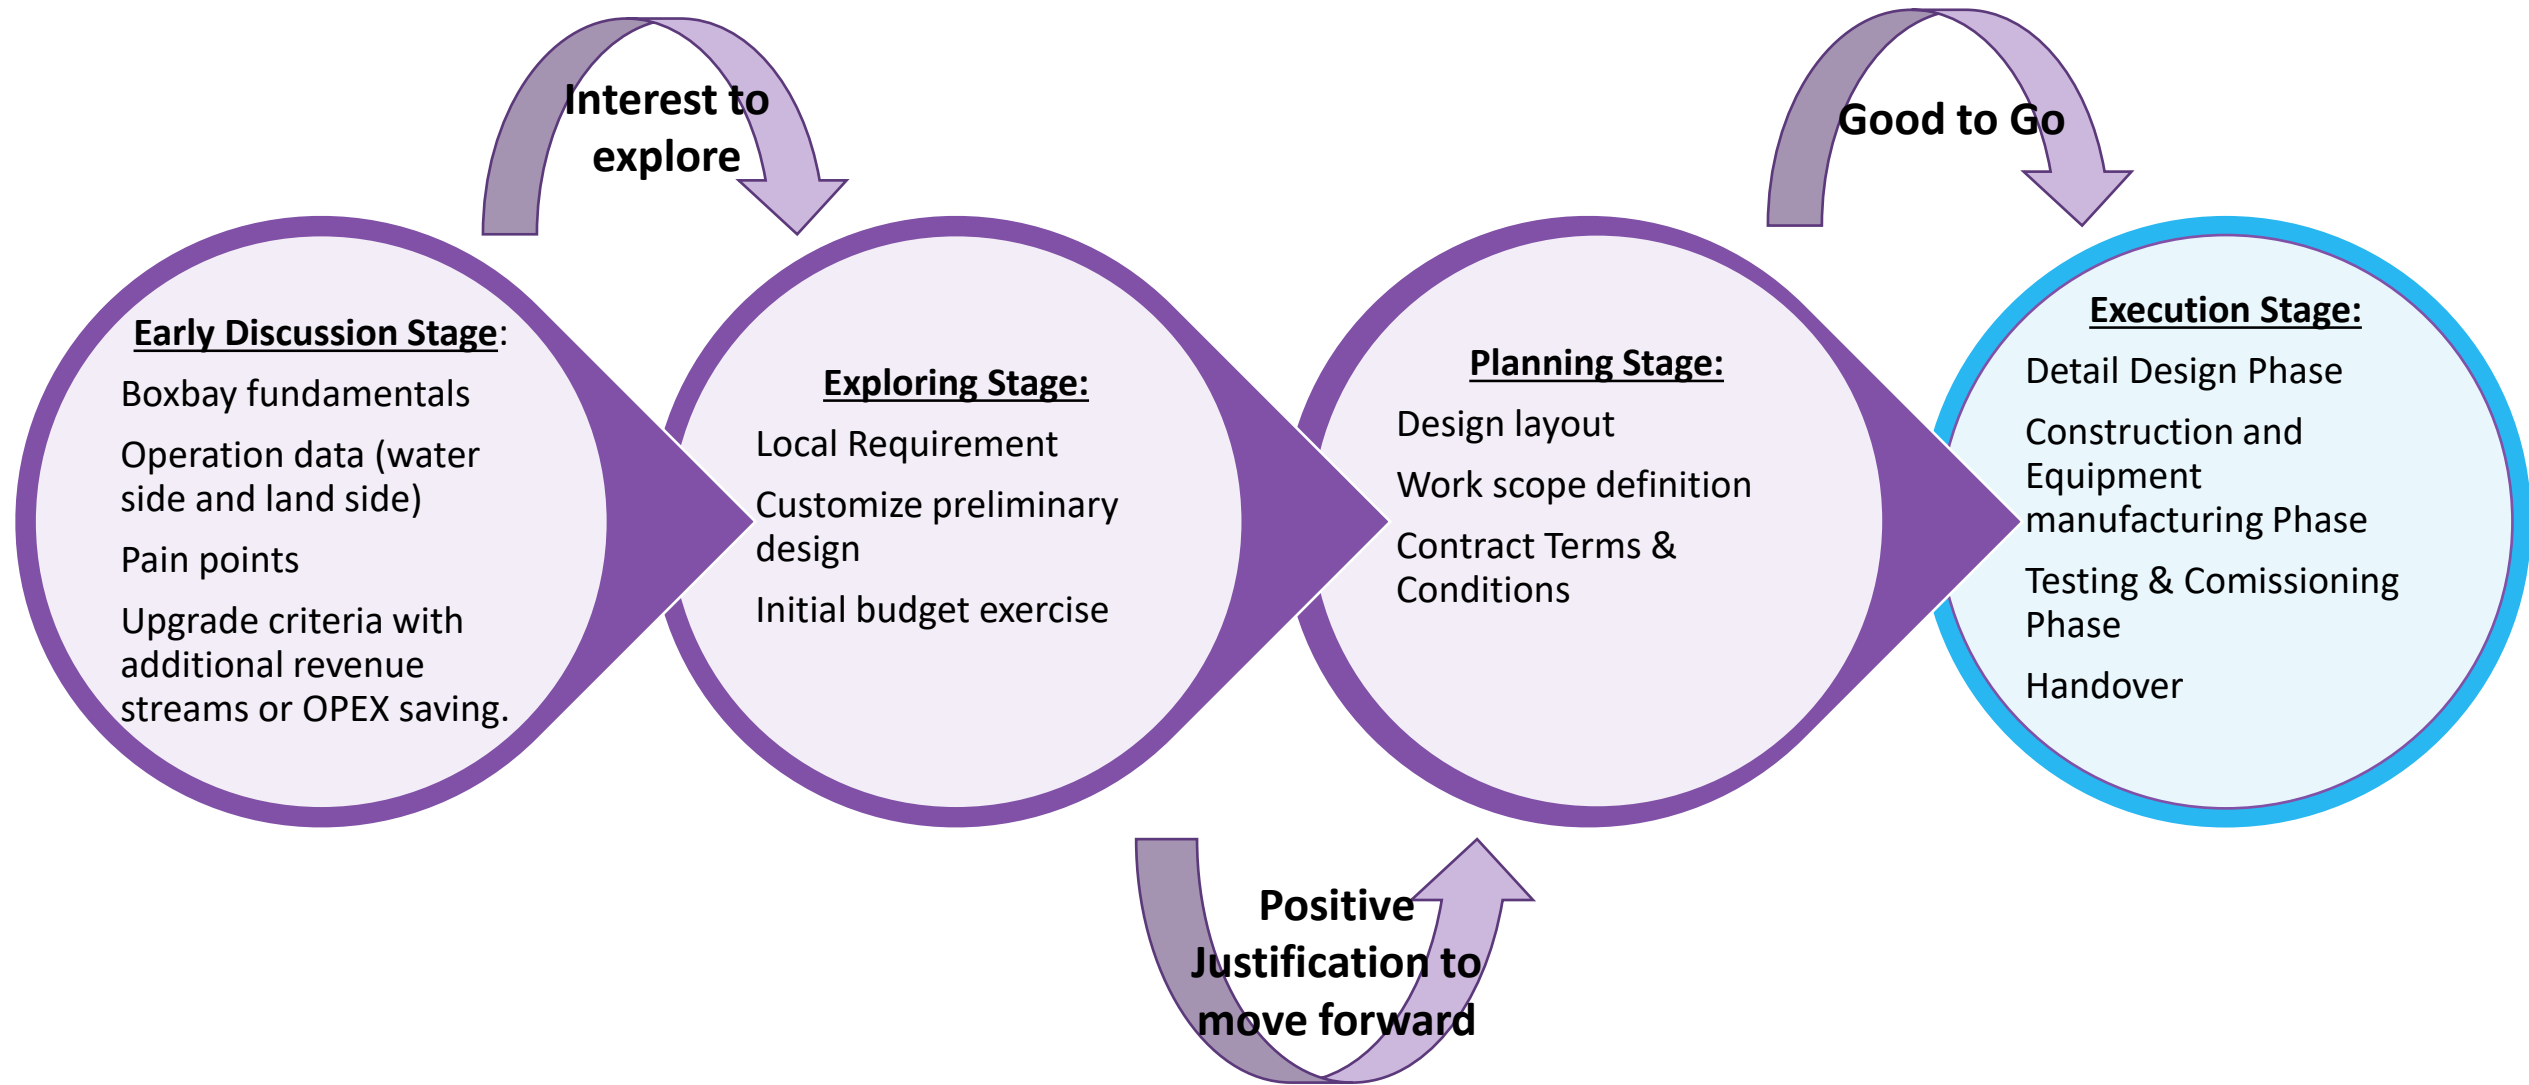 Interest to
explore
Good to Go
Early Discussion Stage:
Boxbay fundamentals
Operation data (water
side and land side)
Pain points
Upgrade criteria with
additional revenue
streams or OPEX saving.
Exploring Stage:
Local Requirement
Customize preliminary
design
Initial budget exercise
Planning Stage:
Design layout
Work scope definition
Contract Terms &
Conditions
Execution Stage:
Detail Design Phase
Construction and
Equipment
manufacturing Phase
Testing & Comissioning
Phase
Handover
Positive
Justification to
move forward